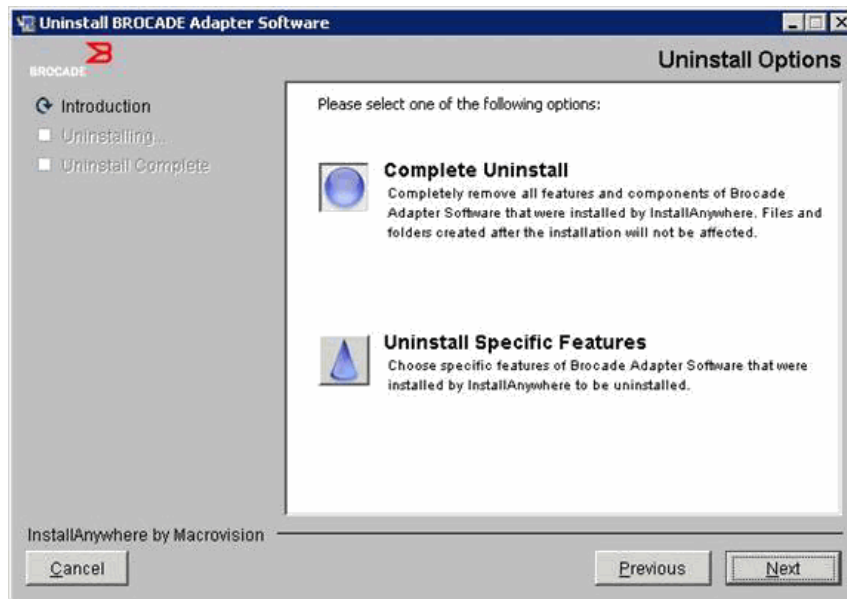 Uninstall BROCADE Adapter Software
BROCADE
Uninstall Options
Introduction
Uninstalling...
Uninstall Complete
Please select one of the following options:
Complete Uninstall
Completely remove all features and components of Brocade
Adapter Software that were installed by InstallAnywhere. Files and
folders created after the installation will not be affected.
Uninstall Specific Features
Choose specific features of Brocade Adapter Software that were
installed by InstallAnywhere to be uninstalled.
InstallAnywhere by Macrovision
Cancel
Previous
Next